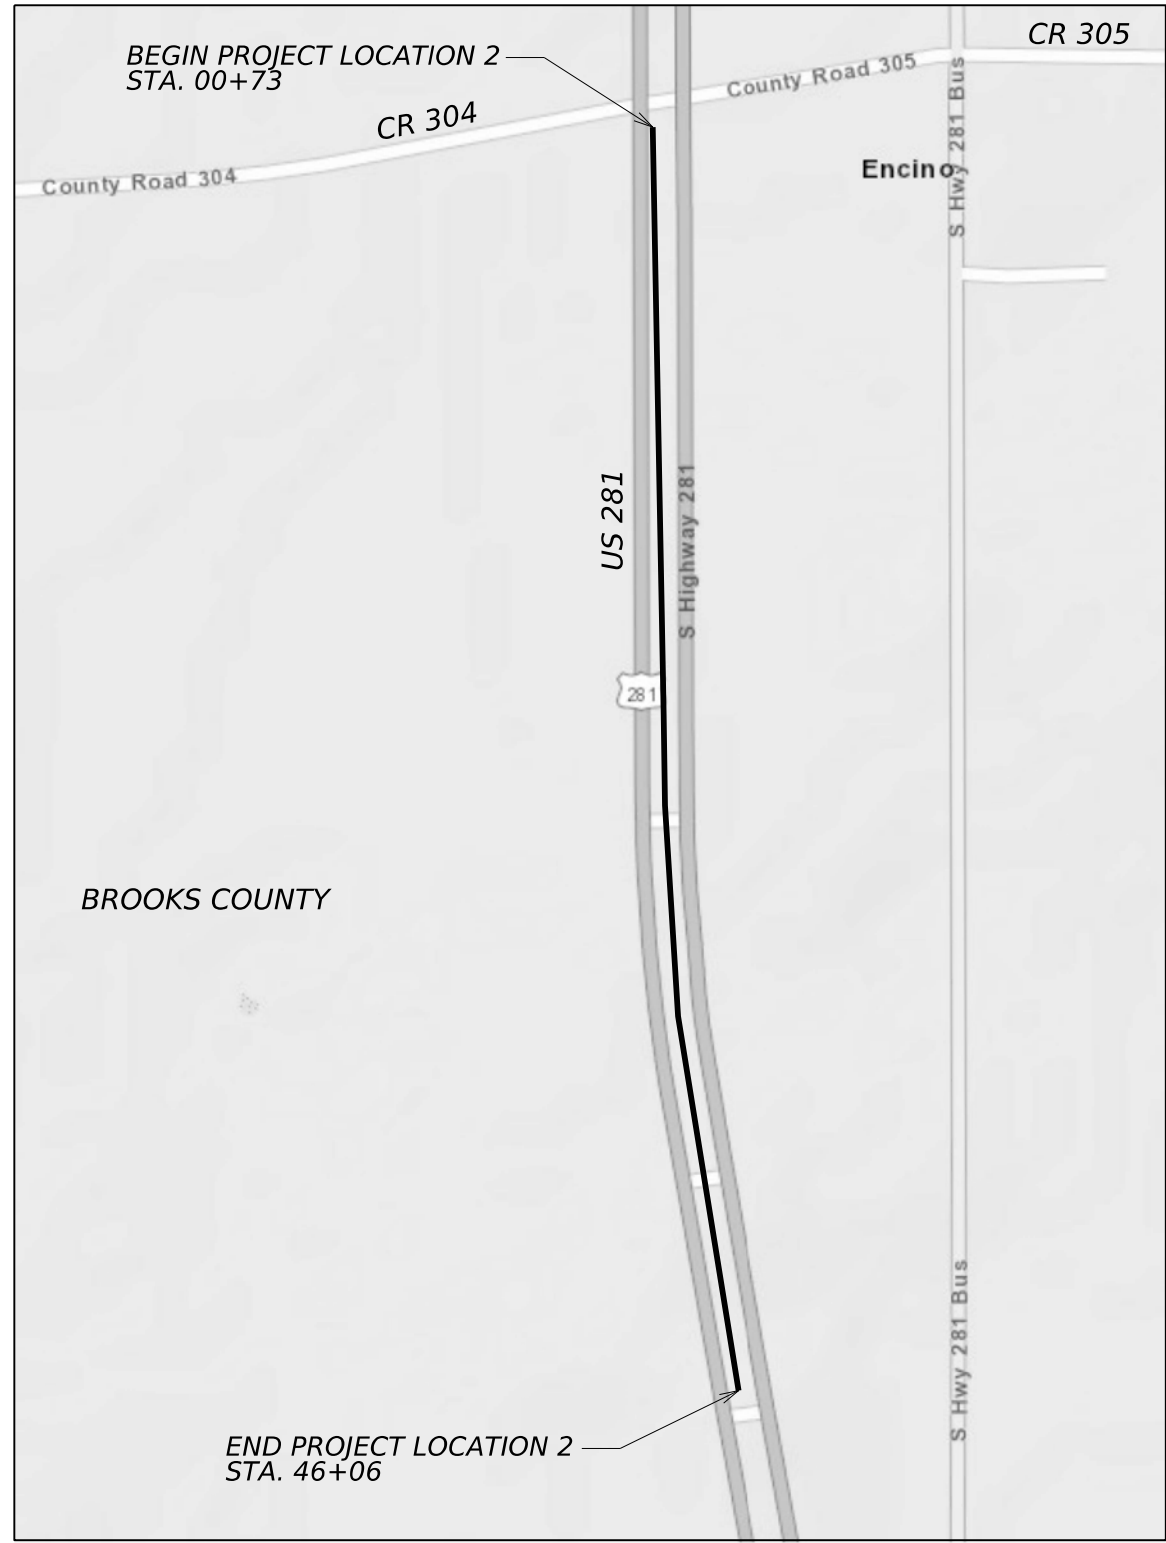 CR 305
BEGIN PROJECT LOCATION 2
STA. 00+73
County Road 305
CR 304
S Hwy 281 Bus
Encino
County Road 304
US 281
S Highway 281
281
BROOKS COUNTY
S Hwy 281 Bus
END PROJECT LOCATION 2
STA. 46+06